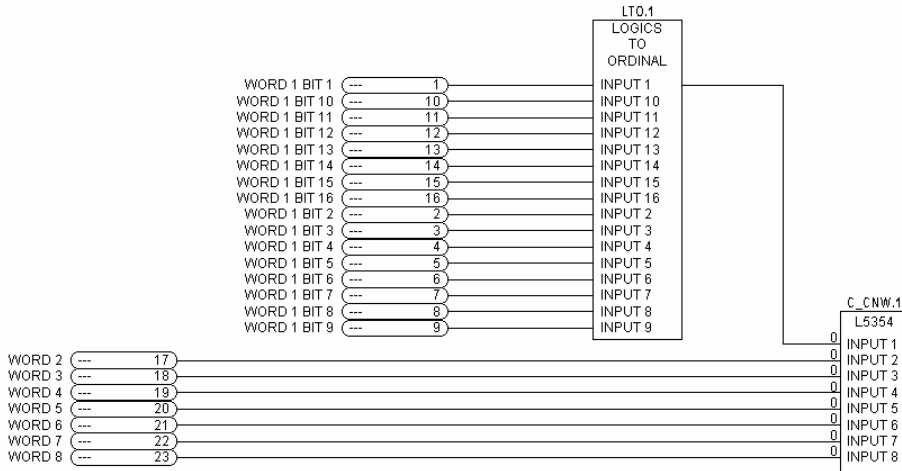 LTO.1
LOGICS
TO
ORDINAL
WORD 1 BIT 1 --- 1 INPUT 1
WORD 1 BIT 10 --- 10 INPUT 10
WORD 1 BIT 11 --- 11 INPUT 11
WORD 1 BIT 12 --- 12 INPUT 12
WORD 1 BIT 13 --- 13 INPUT 13
WORD 1 BIT 14 --- 14 INPUT 14
WORD 1 BIT 15 --- 15 INPUT 15
WORD 1 BIT 16 --- 16 INPUT 16
WORD 1 BIT 2 --- 2 INPUT 2
WORD 1 BIT 3 --- 3 INPUT 3
WORD 1 BIT 4 --- 4 INPUT 4
WORD 1 BIT 5 --- 5 INPUT 5
WORD 1 BIT 6 --- 6 INPUT 6
WORD 1 BIT 7 --- 7 INPUT 7
WORD 1 BIT 8 --- 8 INPUT 8
WORD 1 BIT 9 --- 9 INPUT 9
C_CNW.1
L5354
0 INPUT 1
WORD 2 --- 17 0 INPUT 2
WORD 3 --- 18 0 INPUT 3
WORD 4 --- 19 0 INPUT 4
WORD 5 --- 20 0 INPUT 5
WORD 6 --- 21 0 INPUT 6
WORD 7 --- 22 0 INPUT 7
WORD 8 --- 23 0 INPUT 8